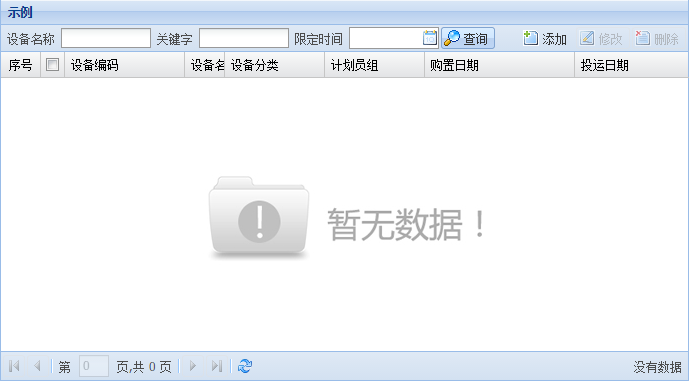 示例
设备名称 关键字 限定时间 查询 添加 修改 删除
序号 设备编码 设备名 设备分类 计划员组 购置日期 投运日期
暂无数据！
第 0 页,共 0 页 没有数据